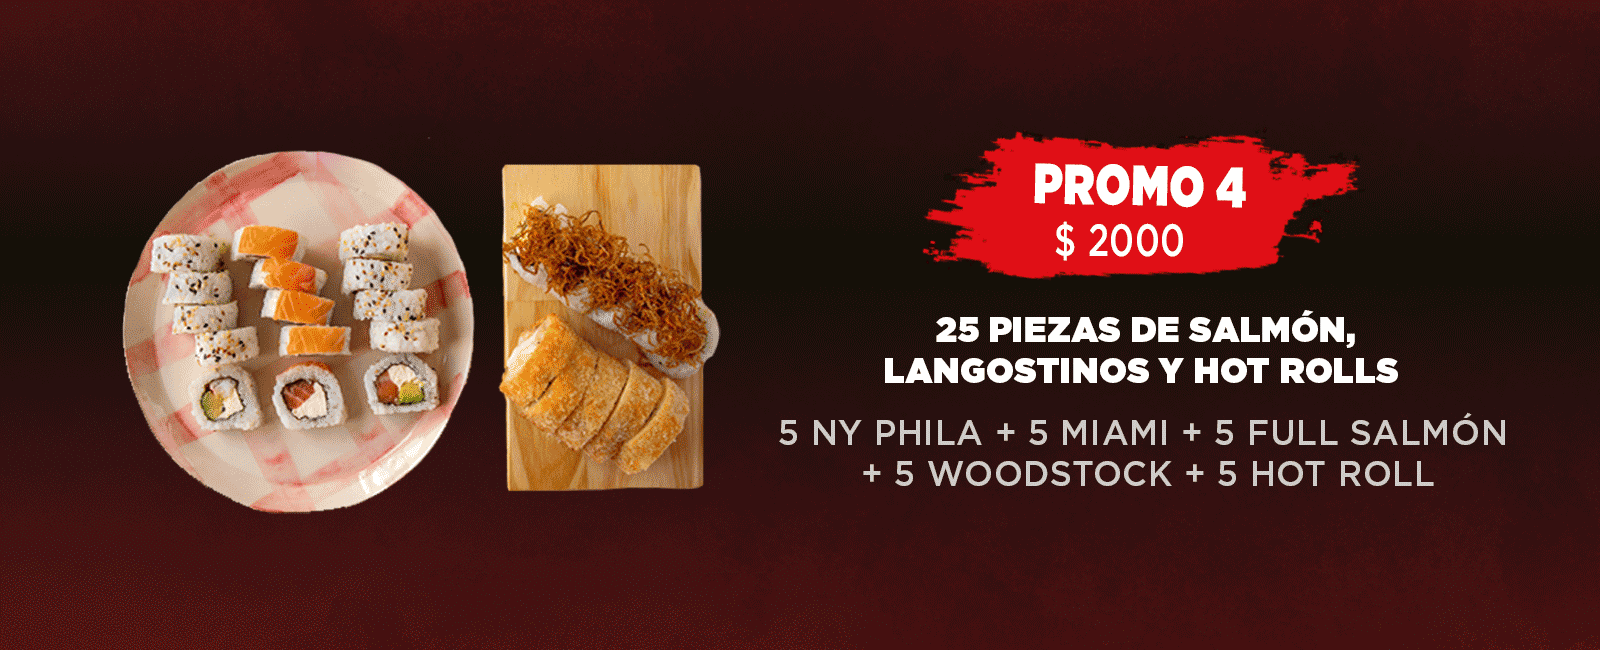 PROMO 4
$ 2000
25 PIEZAS DE SALMÓN,
LANGOSTINOS Y HOT ROLLS
5 NY PHILA + 5 MIAMI + 5 FULL SALMÓN
+ 5 WOODSTOCK + 5 HOT ROLL